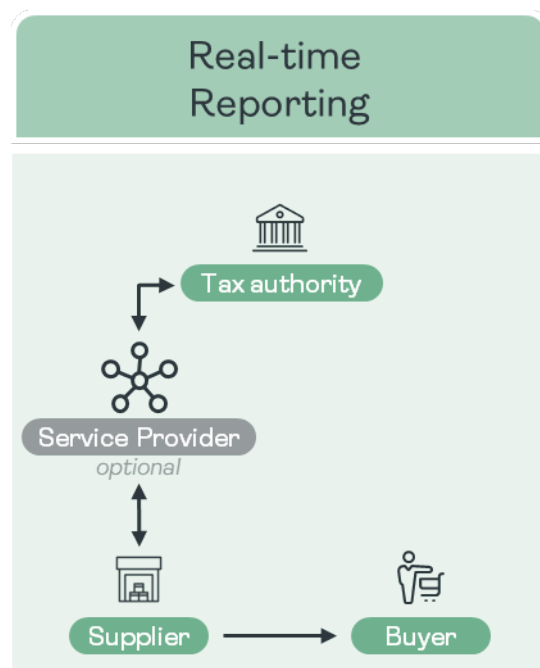 Real-time
Reporting
Tax authority
Service Provider
optional
Supplier
Buyer